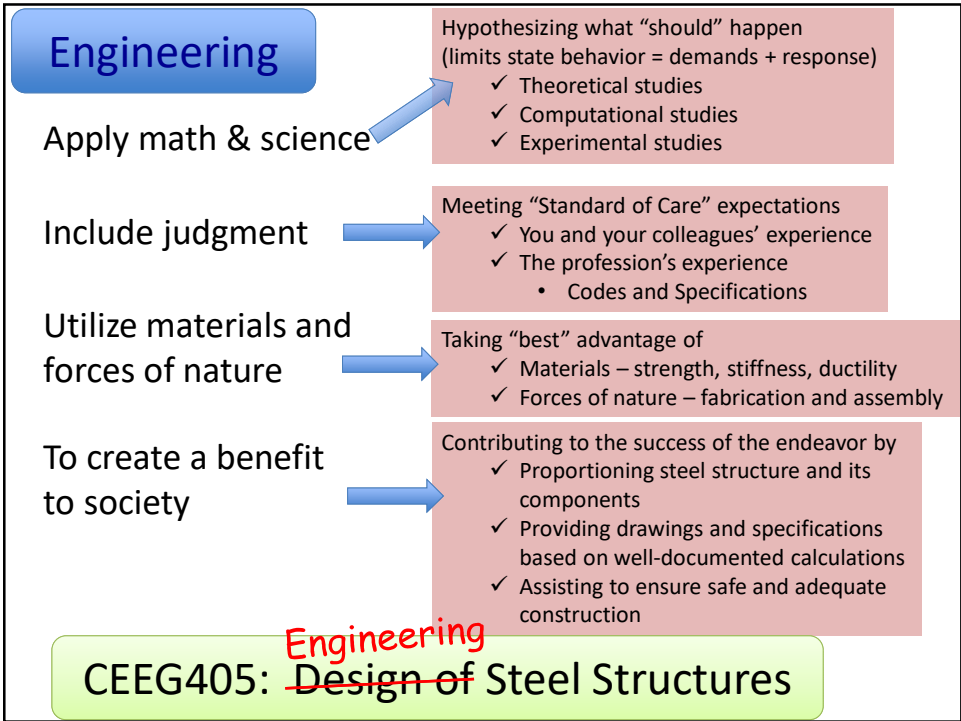 Engineering
Apply math & science
Hypothesizing what “should” happen
(limits state behavior = demands + response)
✓ Theoretical studies
✓ Computational studies
✓ Experimental studies
Include judgment
Meeting “Standard of Care” expectations
✓ You and your colleagues’ experience
✓ The profession’s experience
• Codes and Specifications
Utilize materials and
forces of nature
Taking “best” advantage of
✓ Materials – strength, stiffness, ductility
✓ Forces of nature – fabrication and assembly
To create a benefit
to society
Contributing to the success of the endeavor by
✓ Proportioning steel structure and its
components
✓ Providing drawings and specifications
based on well-documented calculations
✓ Assisting to ensure safe and adequate
construction
Engineering
CEEG405: Design of Steel Structures